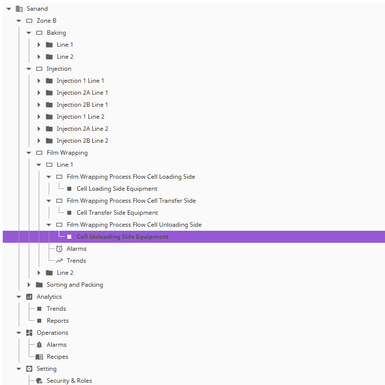 Sanand
Zone B
Baking
Line 1
Line 2
Injection
Injection 1 Line 1
Injection 2A Line 1
Injection 2B Line 1
Injection 1 Line 2
Injection 2A Line 2
Injection 2B Line 2
Film Wrapping
Line 1
Film Wrapping Process Flow Cell Loading Side
Cell Loading Side Equipment
Film Wrapping Process Flow Cell Transfer Side
Cell Transfer Side Equipment
Film Wrapping Process Flow Cell Unloading Side
Cell Unloading Side Equipment
Alarms
Trends
Line 2
Sorting and Packing
Analytics
Trends
Reports
Operations
Alarms
Recipes
Setting
Security & Roles